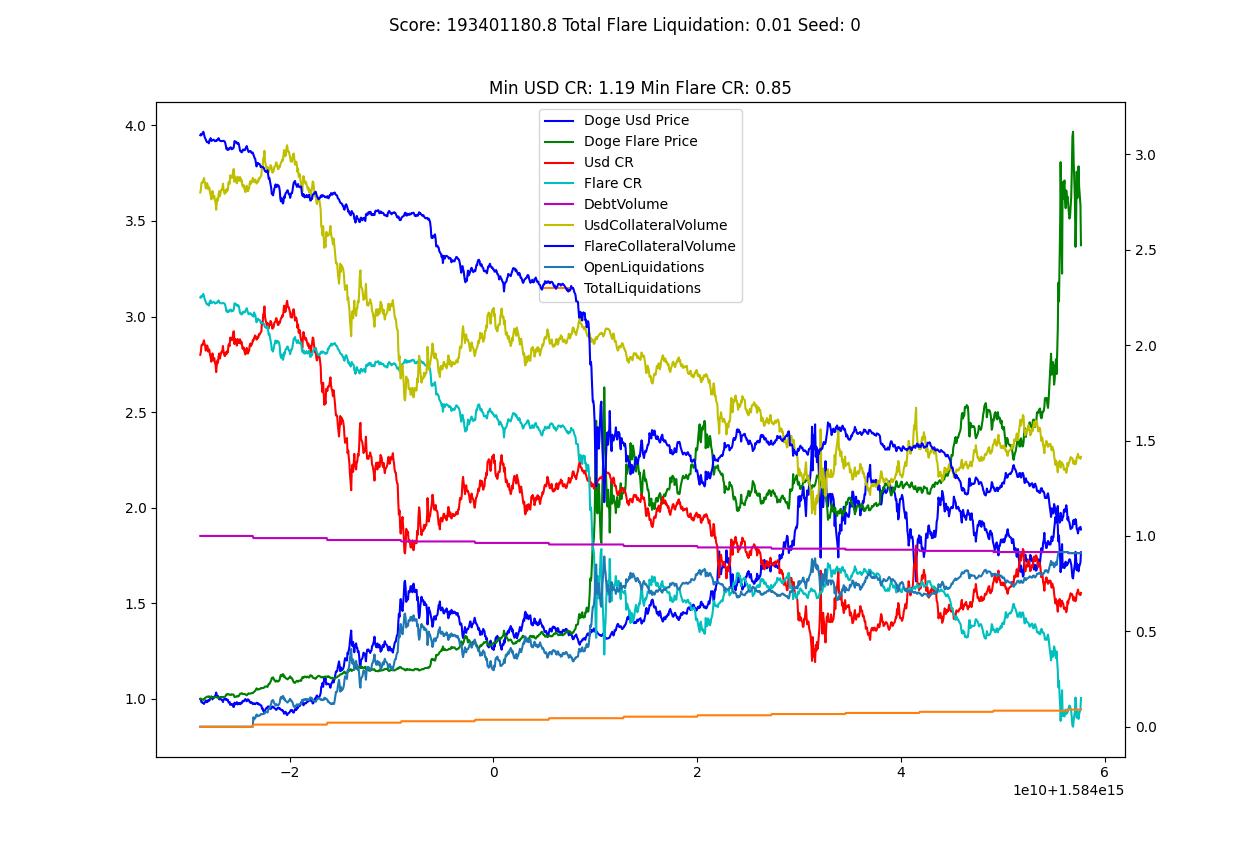 Score: 193401180.8 Total Flare Liquidation: 0.01 Seed: 0
Min USD CR: 1.19 Min Flare CR: 0.85
Doge Usd Price
Doge Flare Price
Usd CR
Flare CR
DebtVolume
UsdCollateralVolume
FlareCollateralVolume
OpenLiquidations
TotalLiquidations
4.0
3.5
3.0
2.5
2.0
1.5
1.0
3.0
2.5
2.0
1.5
1.0
0.5
0.0
−2 0 2 4 6
1e10+1.584e15